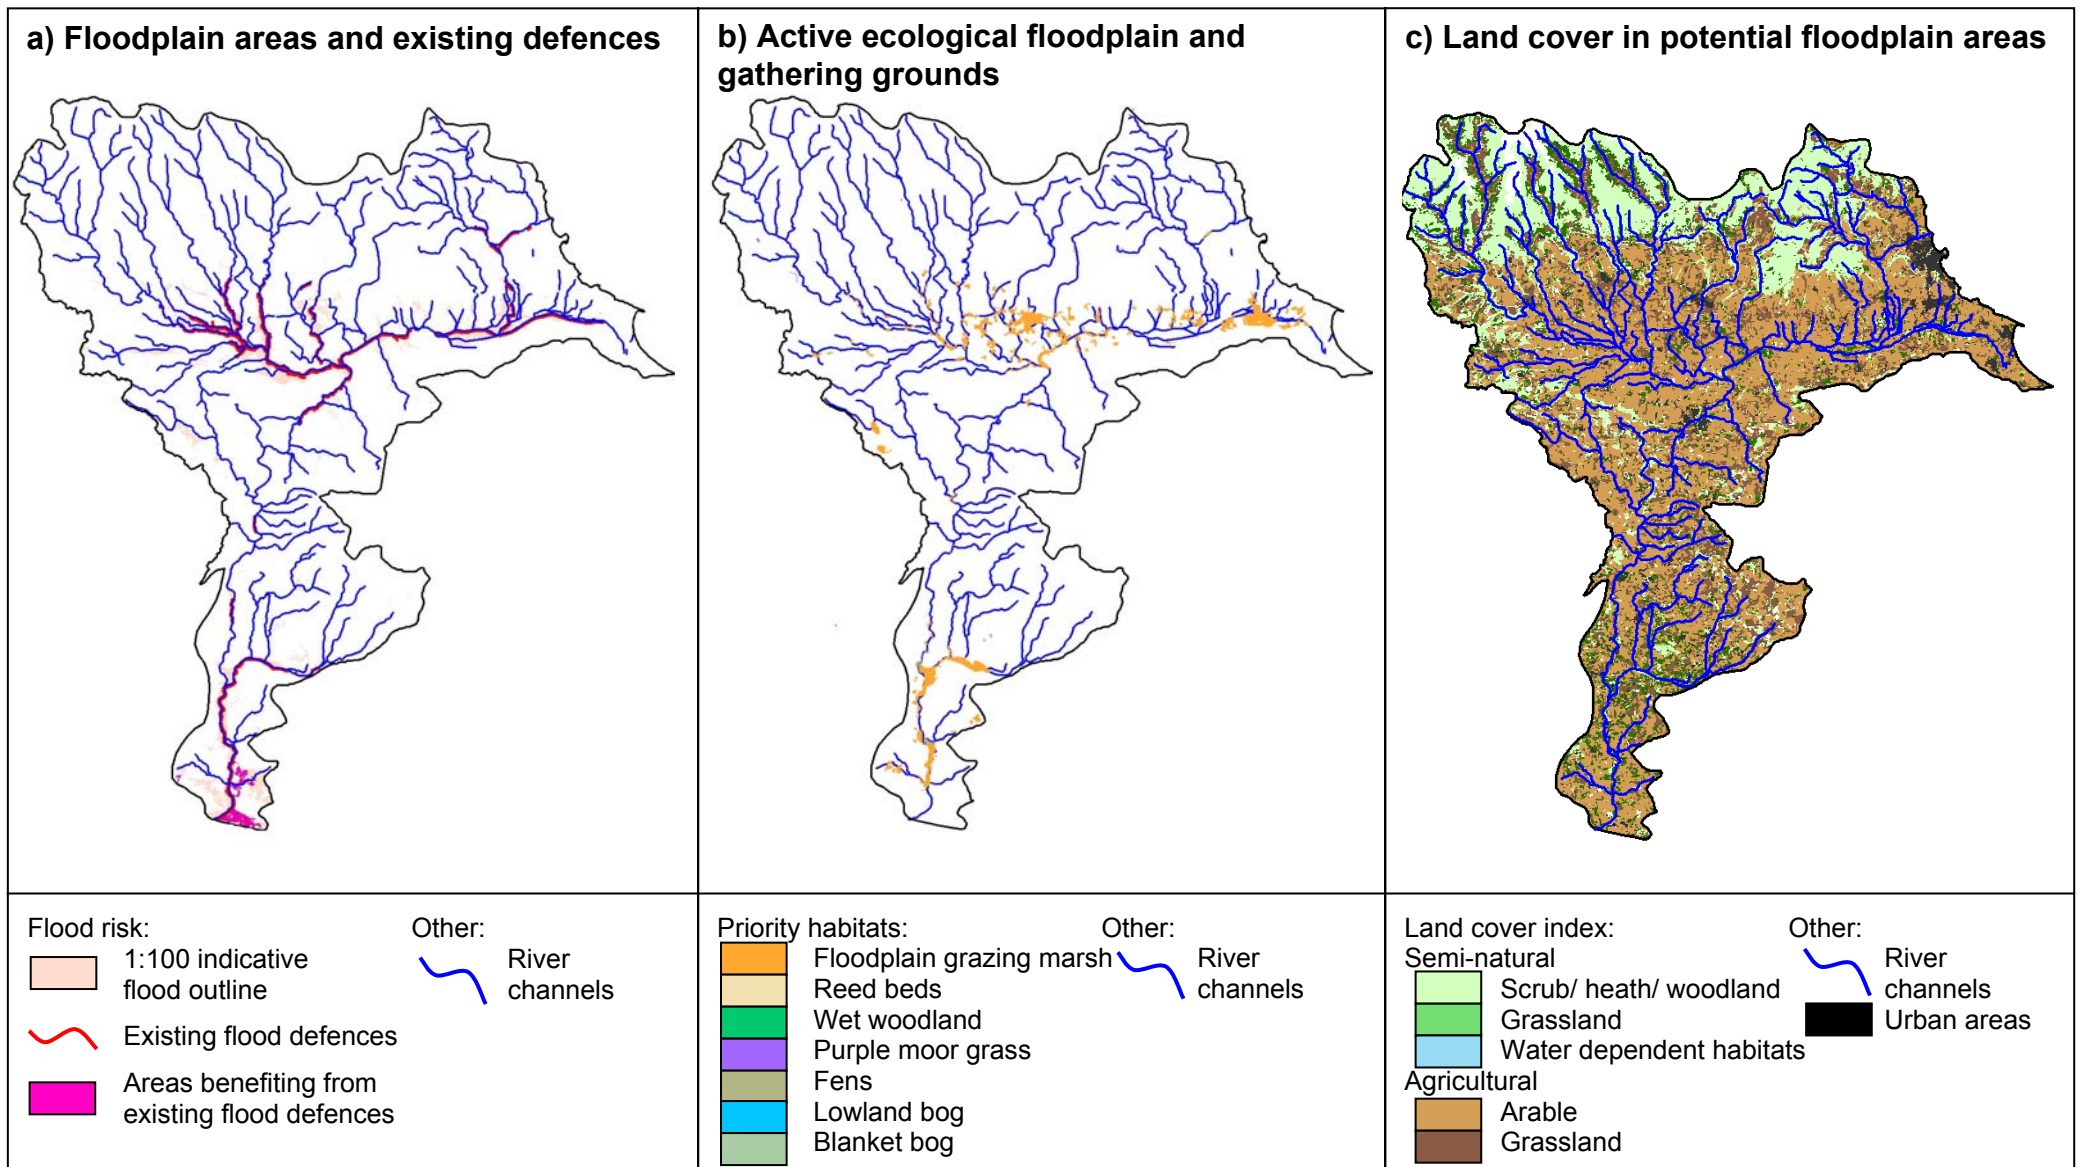 a) Floodplain areas and existing defences
b) Active ecological floodplain and
gathering grounds
c) Land cover in potential floodplain areas
Flood risk:
1:100 indicative
flood outline
Existing flood defences
Areas benefiting from
existing flood defences
Other:
River
channels
Priority habitats:
Floodplain grazing marsh
Reed beds
Wet woodland
Purple moor grass
Fens
Lowland bog
Blanket bog
Other:
River
channels
Land cover index:
Semi-natural
Scrub/ heath/ woodland
Grassland
Water dependent habitats
Agricultural
Arable
Grassland
Other:
River
channels
Urban areas